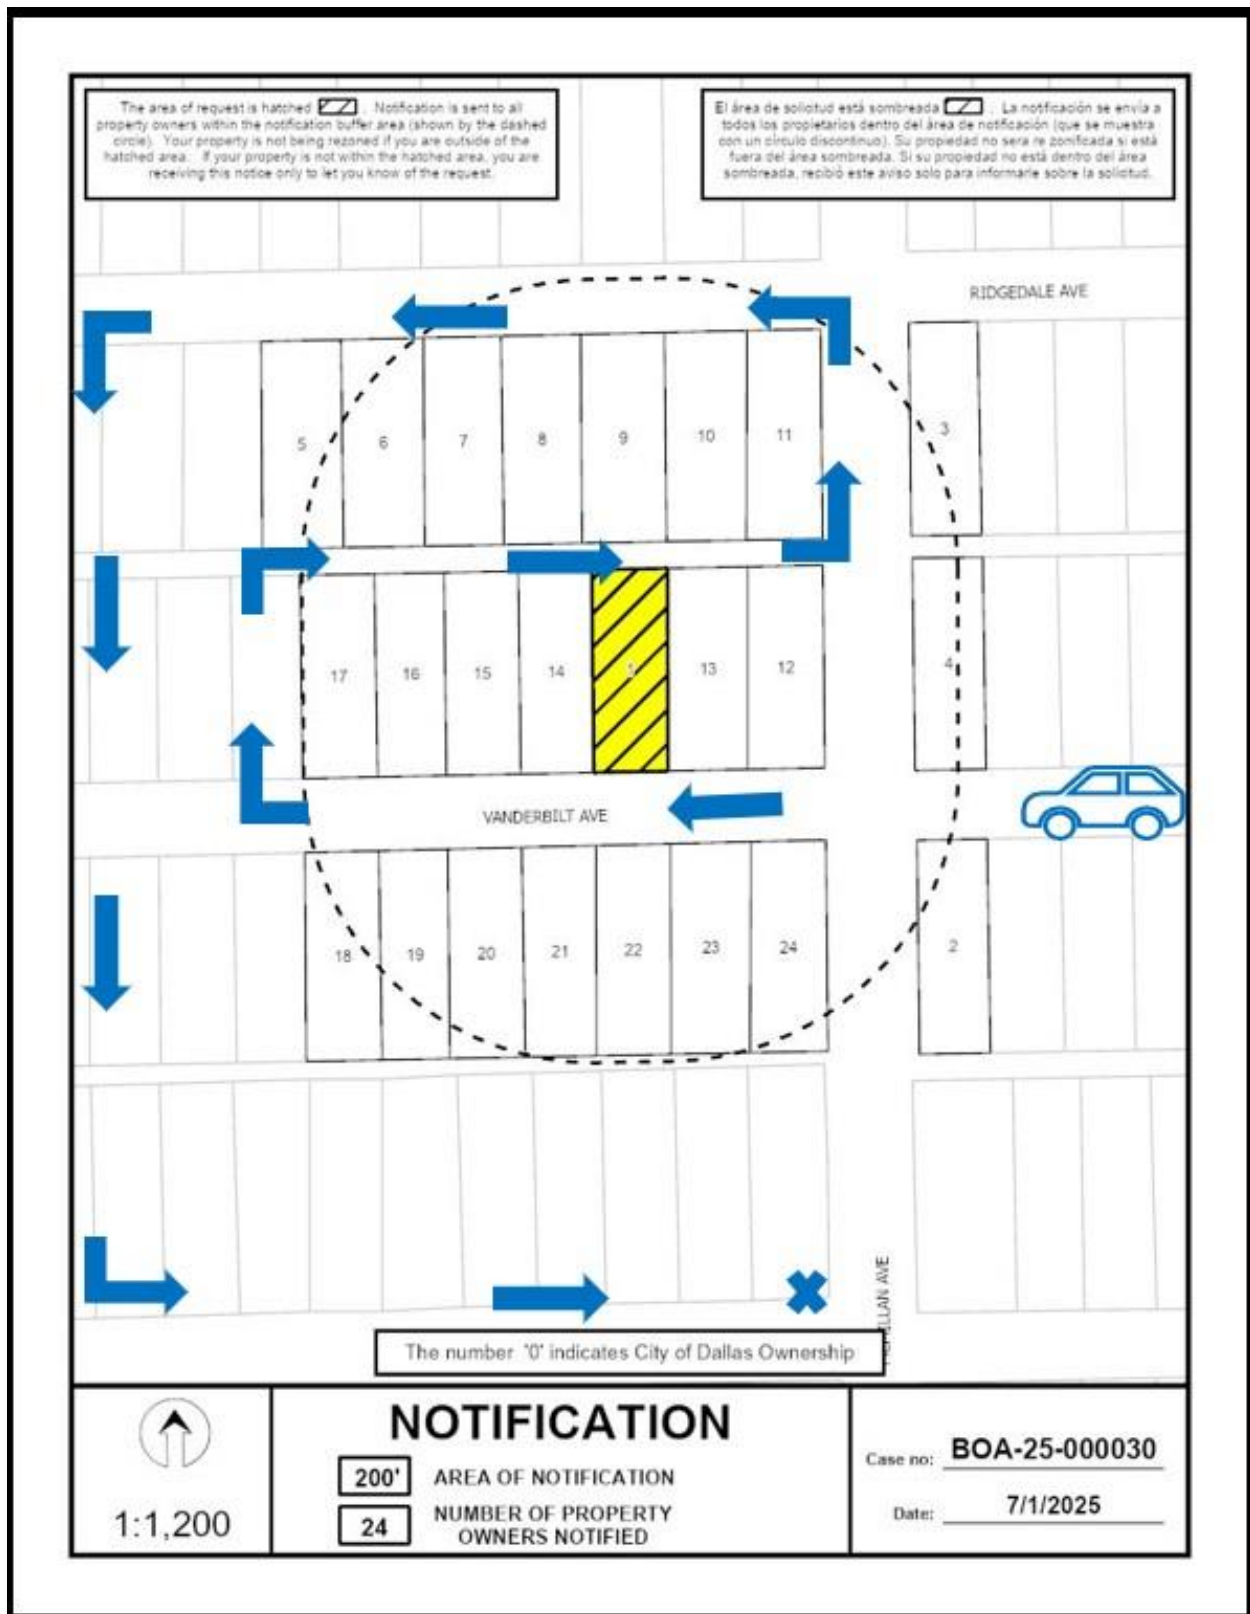 The area of request is hatched . Notification is sent to all
property owners within the notification buffer area (shown by the dashed
circle). Your property is not being rezoned if you are outside of the
hatched area. If your property is not within the hatched area, you are
receiving this notice only to let you know of the request.
El área de solicitud está sombreada . La notificación se envía a
todos los propietarios dentro del área de notificación (que se muestra
con un círculo discontinuo). Su propiedad no sera re zonificada si está
fuera del área sombreada. Si su propiedad no está dentro del área
sombreada, recibió este aviso solo para informarle sobre la solicitud.
RIDGEDALE AVE
5 6 7 8 9 10 11 3
17 16 15 14 1 13 12 4
VANDERBILT AVE
18 19 20 21 22 23 24 2
AVE
The number '0' indicates City of Dallas Ownership
1:1,200
NOTIFICATION
200' AREA OF NOTIFICATION
24 NUMBER OF PROPERTY
OWNERS NOTIFIED
Case no: BOA-25-000030
Date: 7/1/2025